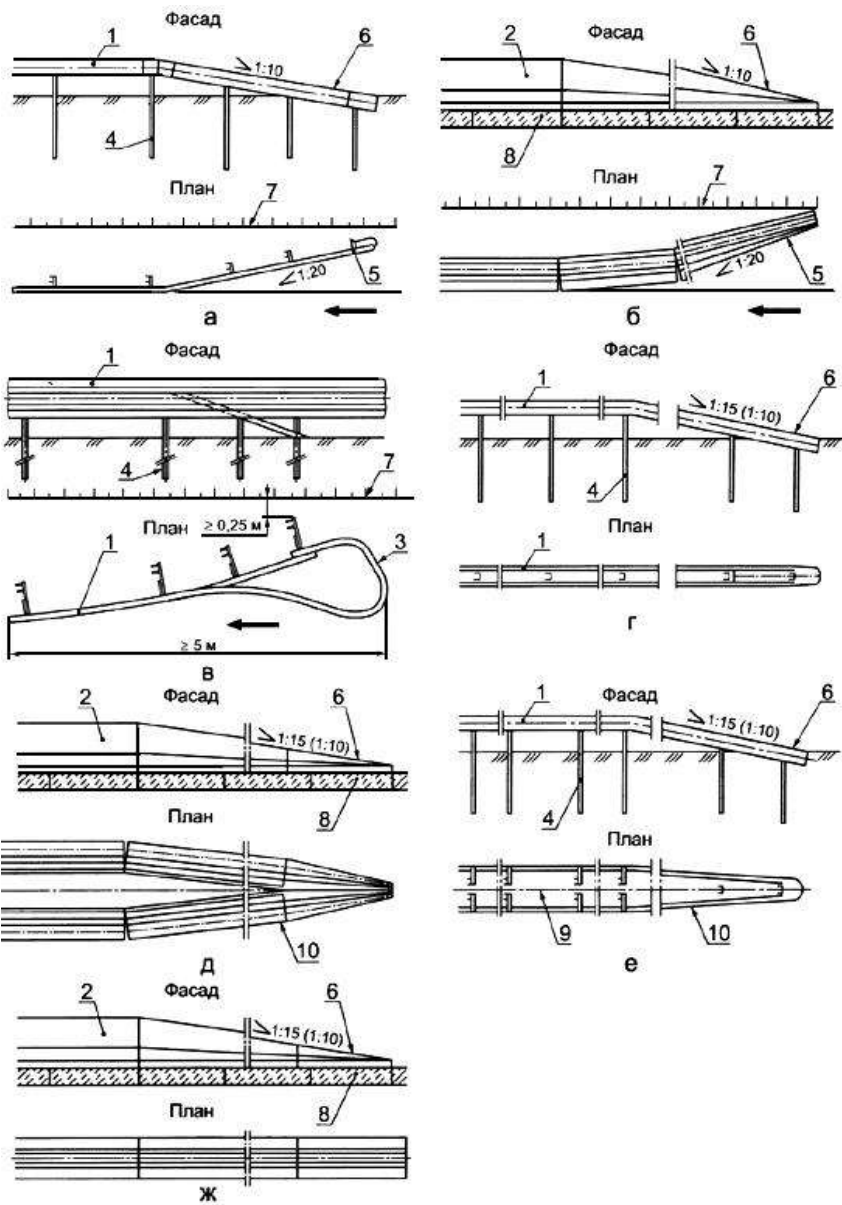 Фасад
1
6
1:10
4
План
7
1:20
5
а
Фасад
2
6
1:10
8
План
7
1:20
5
б
Фасад
1
4
7
План
≥ 0,25 м
1
3
≥ 5 м
в
Фасад
1
6
1:15 (1:10)
4
План
1
г
Фасад
2
6
1:15 (1:10)
8
План
10
д
Фасад
1
6
1:15 (1:10)
4
План
9
10
е
Фасад
2
6
1:15 (1:10)
8
План
ж